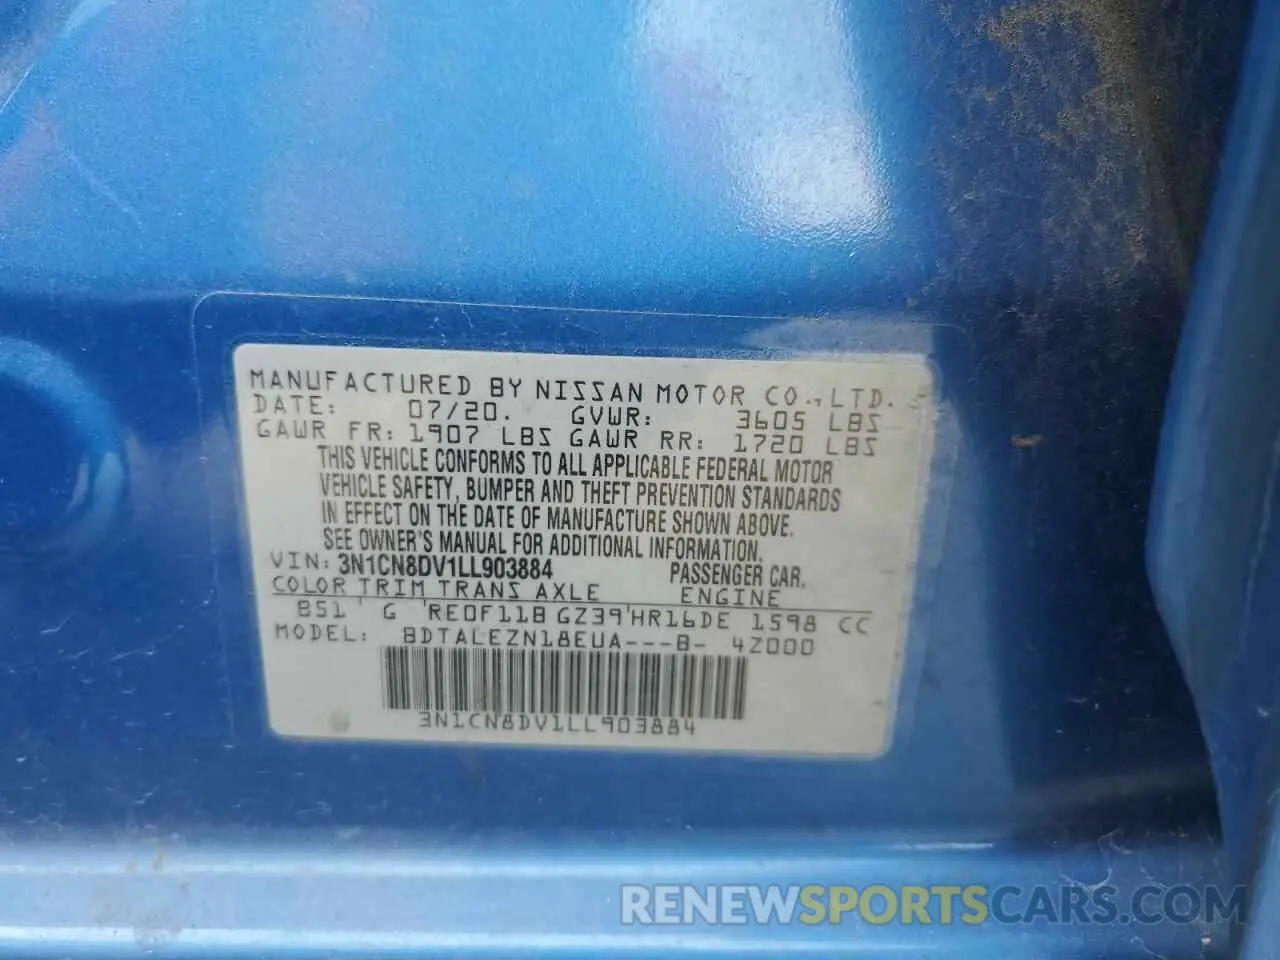 MANUFACTURED BY NISSAN MOTOR CO., LTD.
DATE: 07/20. GVWR: 3605 LBS
GAWR FR: 1907 LBS GAWR RR: 1720 LBS
THIS VEHICLE CONFORMS TO ALL APPLICABLE FEDERAL MOTOR
VEHICLE SAFETY, BUMPER AND THEFT PREVENTION STANDARDS
IN EFFECT ON THE DATE OF MANUFACTURE SHOWN ABOVE.
SEE OWNER'S MANUAL FOR ADDITIONAL INFORMATION.
VIN: 3N1CN8DV1LL903884 PASSENGER CAR.
COLOR TRIM TRANS AXLE ENGINE
B51 ' G 'RE0F11B GZ39'HR16DE 1598 CC
MODEL: BDTALEZN18EUA---B- 4Z000
3N1CN8DV1LL903884
RENEWSPORTSCARS.COM